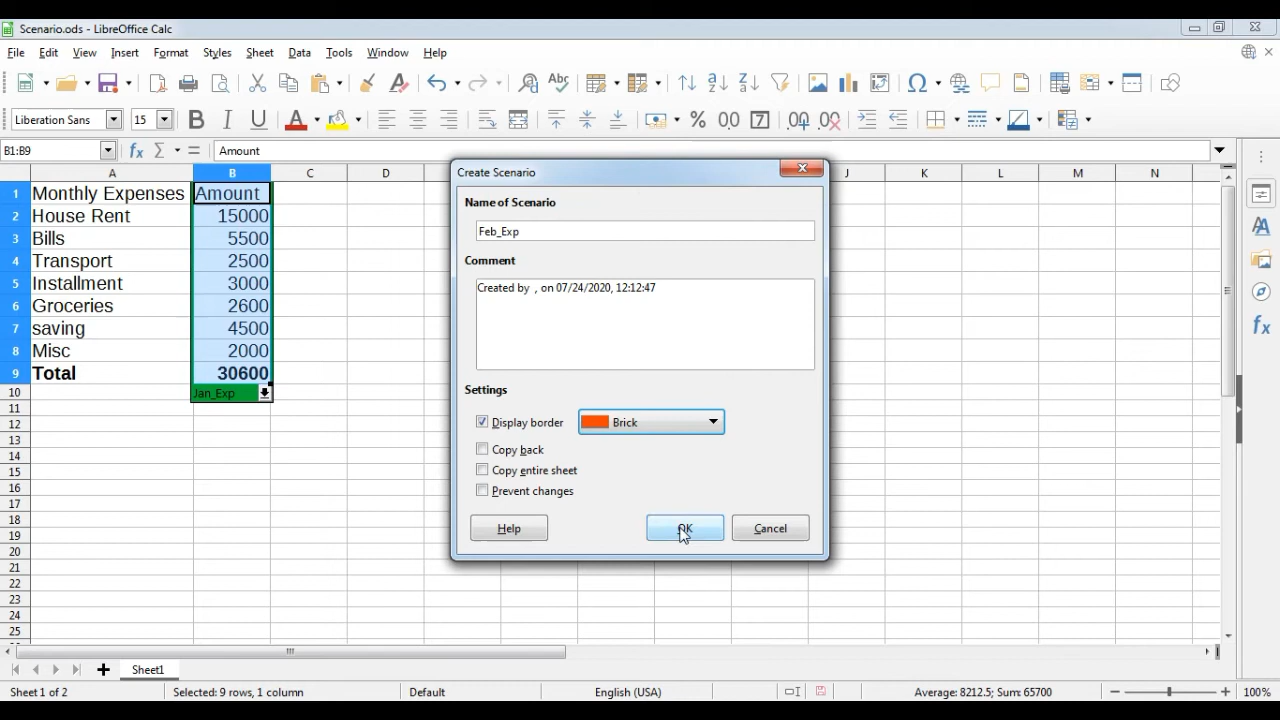 Scenario.ods - LibreOffice Calc
File Edit View Insert Format Styles Sheet Data Tools Window Help
Liberation Sans 15
B1:B9 Amount
A B C D J K L M N
1 Monthly Expenses Amount
2 House Rent 15000
3 Bills 5500
4 Transport 2500
5 Installment 3000
6 Groceries 2600
7 saving 4500
8 Misc 2000
9 Total 30600
10 Jan_Exp
11
12
13
14
15
16
17
18
19
20
21
22
23
24
25
Create Scenario
Name of Scenario
Feb_Exp
Comment
Created by , on 07/24/2020, 12:12:47
Settings
Display border Brick
Copy back
Copy entire sheet
Prevent changes
Help OK Cancel
Sheet1
Sheet 1 of 2 Selected: 9 rows, 1 column Default English (USA) Average: 8212.5; Sum: 65700 100%